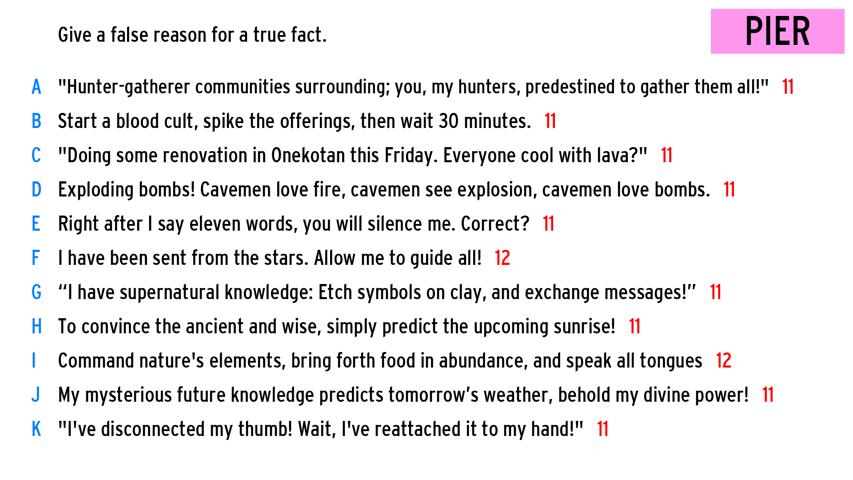 Give a false reason for a true fact.
PIER
A "Hunter-gatherer communities surrounding; you, my hunters, predestined to gather them all!" 11
B Start a blood cult, spike the offerings, then wait 30 minutes. 11
C "Doing some renovation in Onekotan this Friday. Everyone cool with lava?" 11
D Exploding bombs! Cavemen love fire, cavemen see explosion, cavemen love bombs. 11
E Right after I say eleven words, you will silence me. Correct? 11
F I have been sent from the stars. Allow me to guide all! 12
G “I have supernatural knowledge: Etch symbols on clay, and exchange messages!” 11
H To convince the ancient and wise, simply predict the upcoming sunrise! 11
I Command nature's elements, bring forth food in abundance, and speak all tongues 12
J My mysterious future knowledge predicts tomorrow’s weather, behold my divine power! 11
K "I've disconnected my thumb! Wait, I've reattached it to my hand!" 11